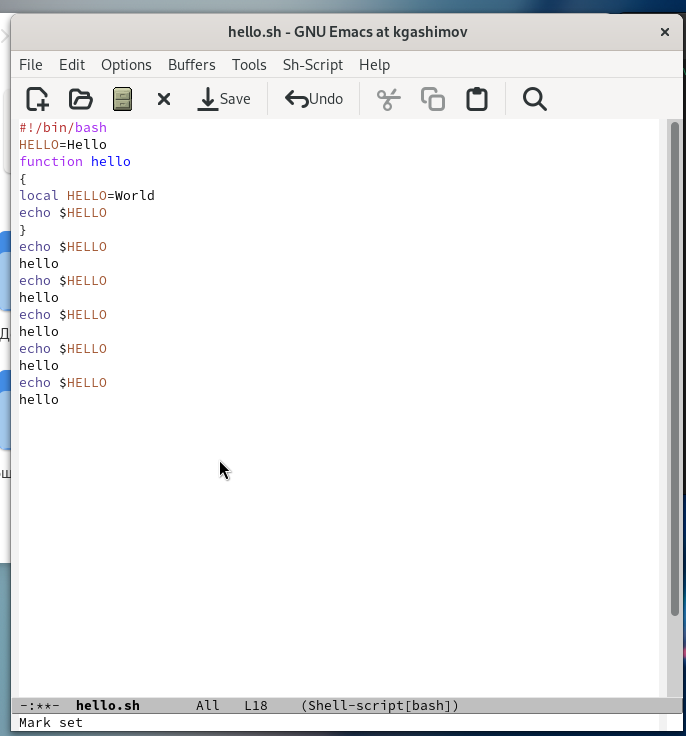 hello.sh - GNU Emacs at kgashimov
File Edit Options Buffers Tools Sh-Script Help
Save Undo
#!/bin/bash
HELLO=Hello
function hello
{
local HELLO=World
echo $HELLO
}
echo $HELLO
hello
echo $HELLO
hello
echo $HELLO
hello
echo $HELLO
hello
echo $HELLO
hello
-:**- hello.sh All L18 (Shell-script[bash])
Mark set